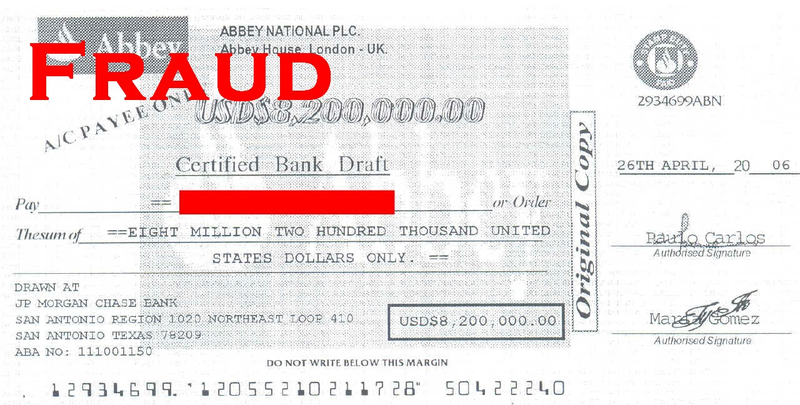 ABBEY NATIONAL PLC.
Abbey House, London - UK.
Abbey
FRAUD
A/C PAYEE ONLY
USD$8,200,000.00
2934699ABN
Certified Bank Draft
Original Copy
26TH APRIL, 20 06
Pay == or Order
The sum of ==EIGHT MILLION TWO HUNDRED THOUSAND UNITED
STATES DOLLARS ONLY. ==
Paulo Carlos
Authorised Signature
DRAWN AT
JP MORGAN CHASE BANK
SAN ANTONIO REGION 1020 NORTHEAST LOOP 410
SAN ANTONIO TEXAS 78209
ABA NO: 111001150
USD$8,200,000.00
Maria Gomez
Authorised Signature
DO NOT WRITE BELOW THIS MARGIN
12934699.' '12055210211728" 50422240